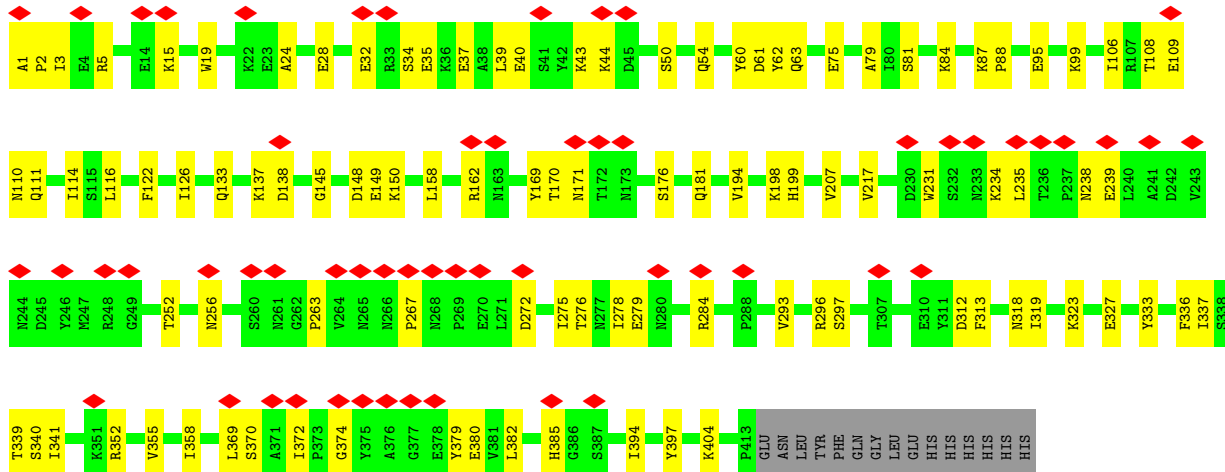 A1 P2 I3 E4 R5 E14 K15 W19 K22 E23 A24 E28 E32 R33 S34 E35 K36 E37 A38 L39 E40 S41 Y42 K43 K44 D45 S50 Q54 Y60 D61 Y62 Q63 E75 A79 I80 S81 K84 K87 P88 E95 K99 I106 R107 T108 E109
N110 Q111 I114 S115 L116 F122 I126 Q133 K137 D138 G145 D148 E149 K150 L158 R162 N163 Y169 T170 N171 T172 N173 S176 Q181 V194 K198 H199 V207 V217 D230 W231 S232 N233 K234 L235 T236 P237 N238 E239 L240 A241 D242 V243
N244 D245 Y246 M247 R248 G249 T252 N256 S260 N261 G262 P263 V264 N265 N266 P267 N268 P269 E270 L271 D272 I275 T276 N277 I278 E279 N280 R284 P288 V293 R296 S297 T307 E310 Y311 D312 F313 N318 I319 K323 E327 Y333 F336 I337 S338
T339 S340 I341 K351 R352 V355 I358 L369 S370 A371 I372 P373 G374 Y375 A376 G377 E378 Y379 E380 V381 L382 H385 G386 S387 I394 Y397 K404 P413 GLU ASN LEU TYR PHE GLN GLY LEU GLU HIS HIS HIS HIS HIS HIS